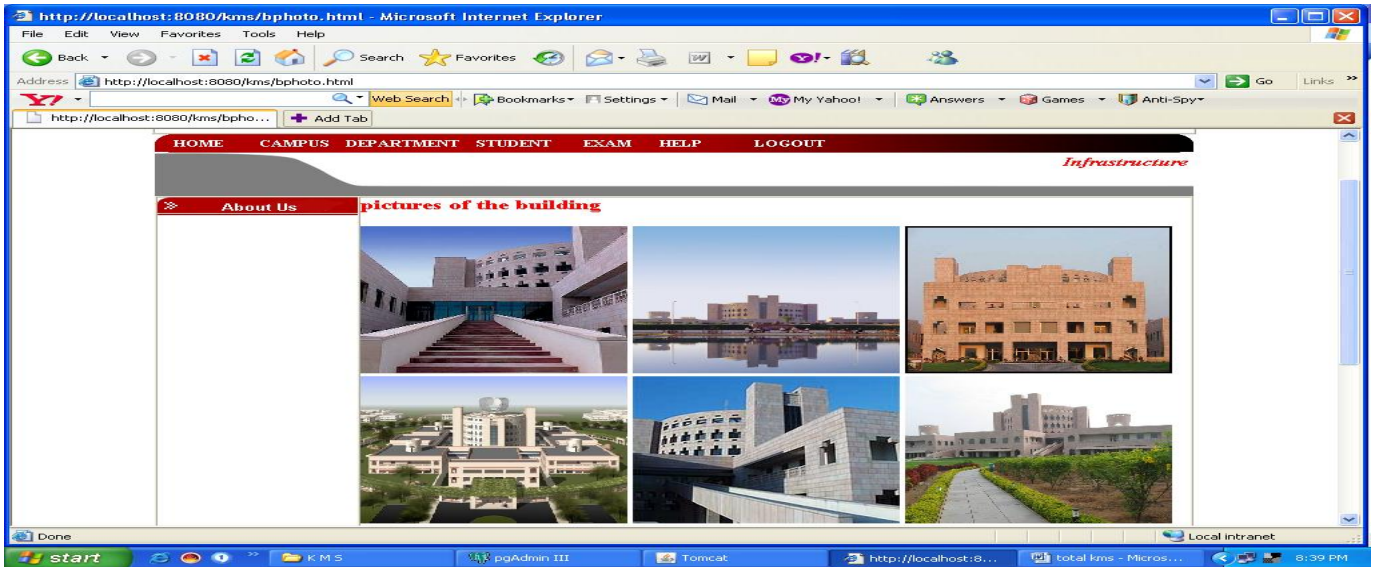 http://localhost:8080/kms/bphoto.html - Microsoft Internet Explorer
File Edit View Favorites Tools Help
Back Search Favorites
Address http://localhost:8080/kms/bphoto.html Go Links »
Y! Web Search Bookmarks Settings Mail My My Yahoo! Answers Games Anti-Spy
http://localhost:8080/kms/bpho... Add Tab
HOME CAMPUS DEPARTMENT STUDENT EXAM HELP LOGOUT
Infrastructure
About Us pictures of the building
Done Local intranet
start » K M S pgAdmin III Tomcat http://localhost:8... total kms - Micros... 8:39 PM